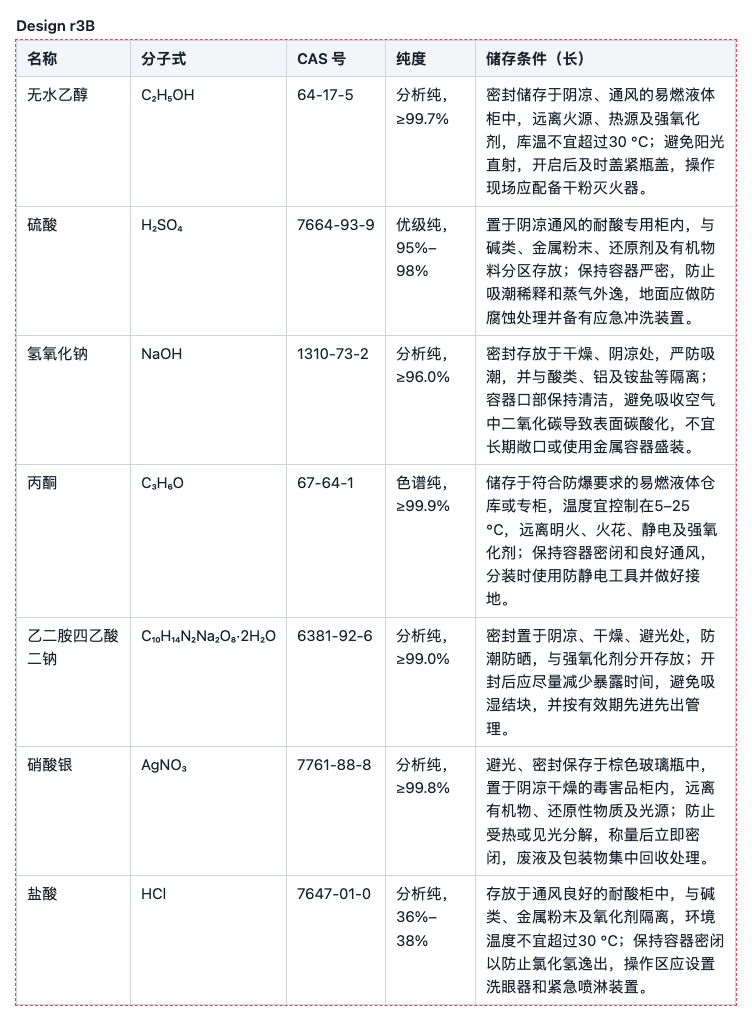 Design r3B
名称 分子式 CAS 号 纯度 储存条件（长）
无水乙醇 C₂H₅OH 64-17-5 分析纯， 密封储存于阴凉、通风的易燃液体
≥99.7% 柜中，远离火源、热源及强氧化
剂，库温不宜超过30 °C；避免阳光
直射，开启后及时盖紧瓶盖，操作
现场应配备干粉灭火器。
硫酸 H₂SO₄ 7664-93-9 优级纯， 置于阴凉通风的耐酸专用柜内，与
95%– 碱类、金属粉末、还原剂及有机物
98% 料分区存放；保持容器严密，防止
吸潮稀释和蒸气外逸，地面应做防
腐蚀处理并备有应急冲洗装置。
氢氧化钠 NaOH 1310-73-2 分析纯， 密封存放于干燥、阴凉处，严防吸
≥96.0% 潮，并与酸类、铝及铵盐等隔离；
容器口部保持清洁，避免吸收空气
中二氧化碳导致表面碳酸化，不宜
长期敞口或使用金属容器盛装。
丙酮 C₃H₆O 67-64-1 色谱纯， 储存于符合防爆要求的易燃液体仓
≥99.9% 库或专柜，温度宜控制在5–25
°C，远离明火、火花、静电及强氧
化剂；保持容器密闭和良好通风，
分装时使用防静电工具并做好接
地。
乙二胺四乙酸 C₁₀H₁₄N₂Na₂O₈·2H₂O 6381-92-6 分析纯， 密封置于阴凉、干燥、避光处，防
二钠 ≥99.0% 潮防晒，与强氧化剂分开存放；开
封后应尽量减少暴露时间，避免吸
湿结块，并按有效期先进先出管
理。
硝酸银 AgNO₃ 7761-88-8 分析纯， 避光、密封保存于棕色玻璃瓶中，
≥99.8% 置于阴凉干燥的毒害品柜内，远离
有机物、还原性物质及光源；防止
受热或见光分解，称量后立即密
闭，废液及包装物集中回收处理。
盐酸 HCl 7647-01-0 分析纯， 存放于通风良好的耐酸柜中，与碱
36%– 类、金属粉末及氧化剂隔离，环境
38% 温度不宜超过30 °C；保持容器密闭
以防止氯化氢逸出，操作区应设置
洗眼器和紧急喷淋装置。